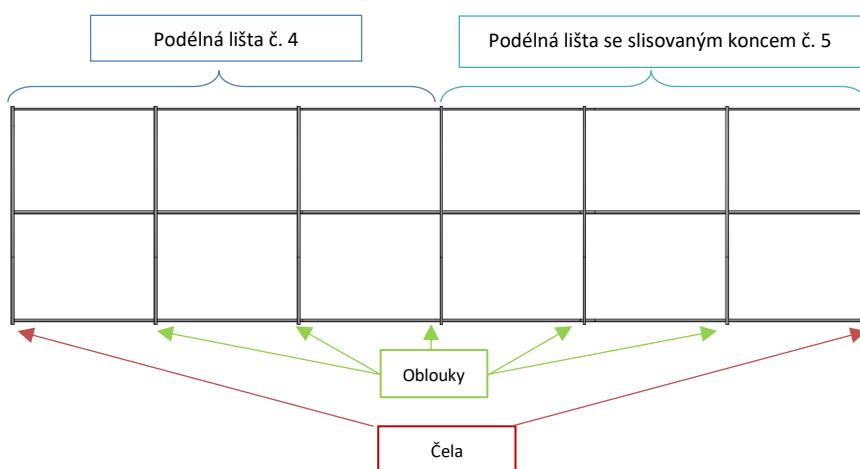 Podélná lišta č. 4
Podélná lišta se slisovaným koncem č. 5
Oblouky
Čela